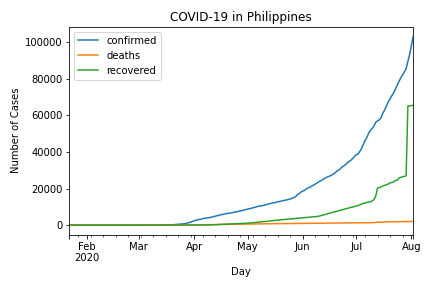 COVID-19 in Philippines
confirmed
deaths
recovered
Number of Cases
100000
80000
60000
40000
20000
0
Feb
2020
Mar
Apr
May
Jun
Jul
Aug
Day